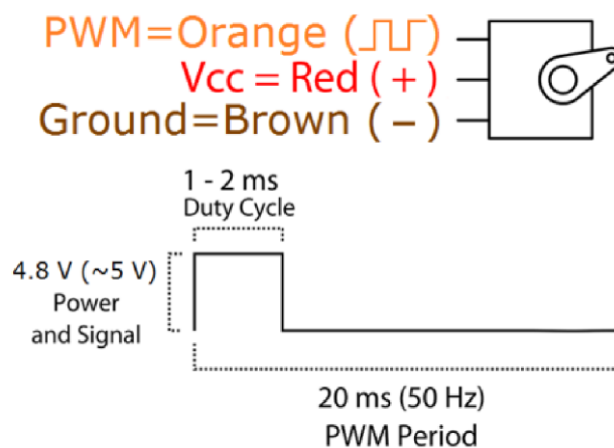 PWM=Orange (⎍⎍)
Vcc = Red ( + )
Ground=Brown ( − )
1 - 2 ms
Duty Cycle
4.8 V (~5 V)
Power
and Signal
20 ms (50 Hz)
PWM Period